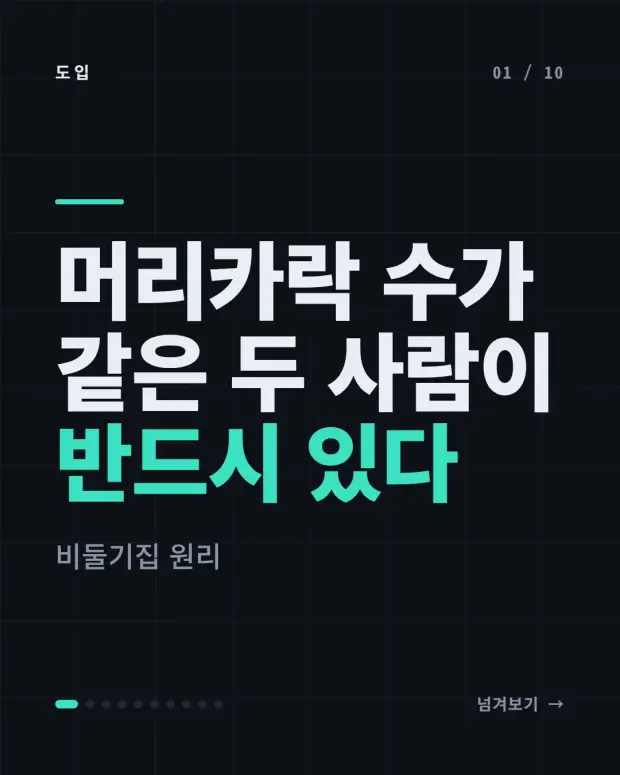 도입
01 / 10
머리카락 수가
같은 두 사람이
반드시 있다
비둘기집 원리
넘겨보기 →